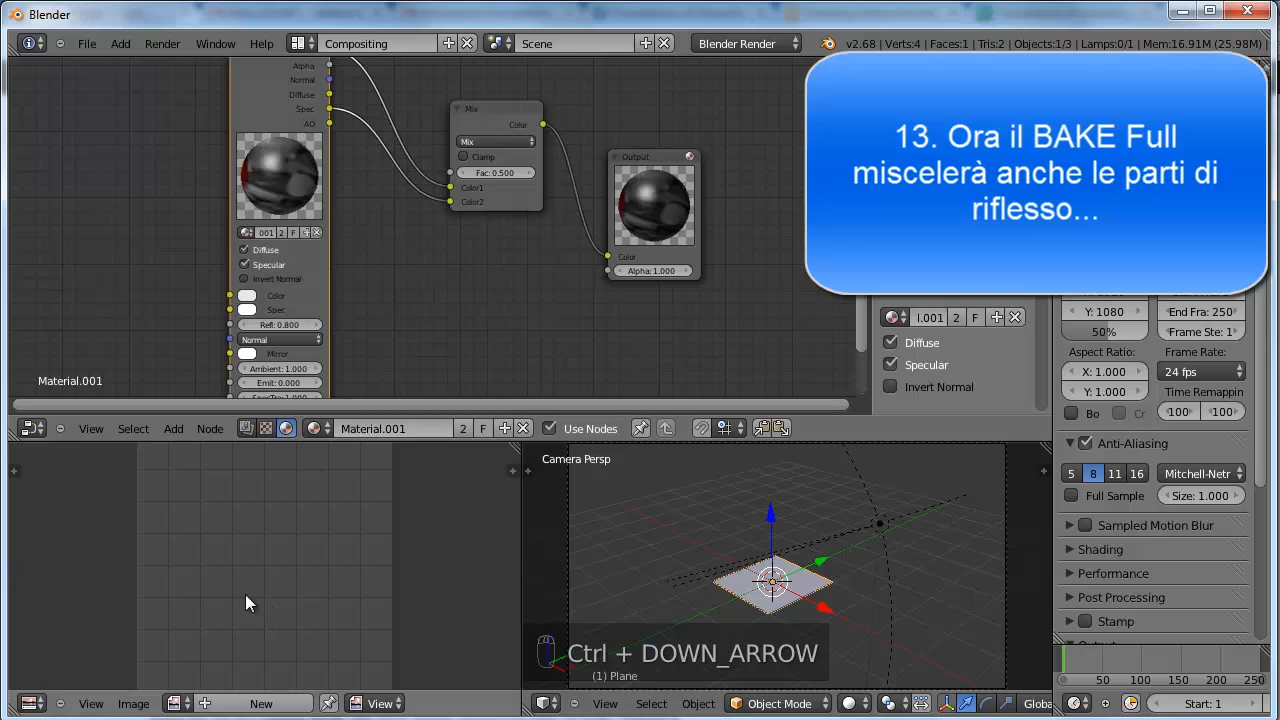 Blender
File Add Render Window Help Compositing Scene Blender Render v2.68 | Verts:4 | Faces:1 | Tris:2 | Objects:1/3 | Lamps:0/1 | Mem:16.91M (25.98M)
13. Ora il BAKE Full
miscelerà anche le parti di
riflesso...
Alpha
Normal
Diffuse
Spec
AO
001 2 F
Diffuse
Specular
Invert Normal
Color
Spec
Refl: 0.800
Normal
Mirror
Ambient: 1.000
Emit: 0.000
Mix
Color
Mix
Clamp
Fac: 0.500
Color1
Color2
Output
Color
Alpha: 1.000
Material.001
l.001 2 F
Diffuse
Specular
Invert Normal
Y: 1080 End Fra: 250
50% Frame Ste: 1
Aspect Ratio: Frame Rate:
X: 1.000 24 fps
Y: 1.000 Time Remappin
Bo Cr 100 100
Anti-Aliasing
5 8 11 16 Mitchell-Netr
Full Sample Size: 1.000
Sampled Motion Blur
Shading
Performance
Post Processing
Stamp
View Select Add Node Material.001 2 F Use Nodes
Camera Persp
Ctrl + DOWN_ARROW
(1) Plane
View Image New View
View Select Object Object Mode Globa
50 100 150 200 250
Start: 1